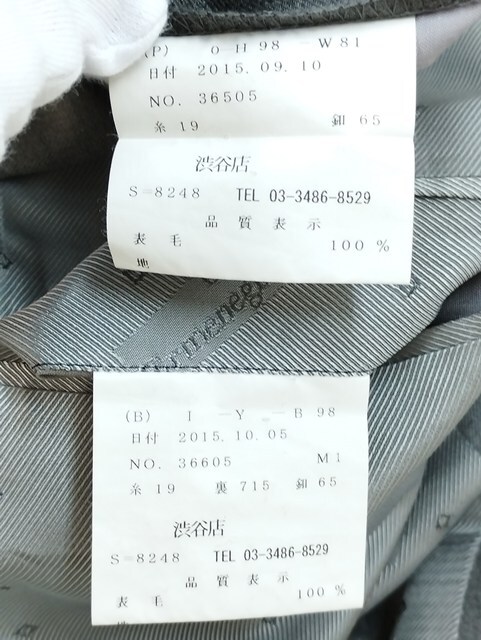 (P) o H 98 - W 81
日付 2015.09.10
NO. 36505
糸 19 釦 65
渋谷店
S=8248 TEL 03-3486-8529
品質表示
表 毛 100 %
地
Ermeneg
(B) I - Y - B 98
日付 2015.10.05
NO. 36605 M1
糸 19 裏 715 釦 65
渋谷店
S=8248 TEL 03-3486-8529
品質表示
表 毛 100 %